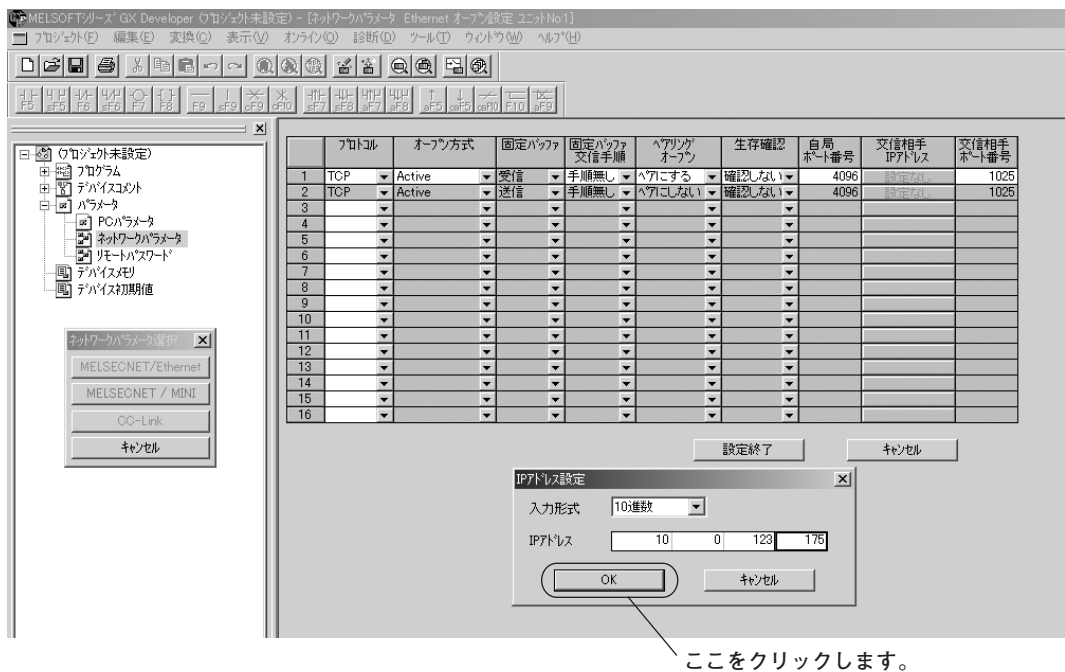 MELSOFTシリーズ GX Developer (プロジェクト未設定) - [ネットワークパラメータ Ethernet オープン設定 ユニットNo.1]
プロジェクト(F) 編集(E) 変換(C) 表示(V) オンライン(O) 診断(D) ツール(T) ウィンドウ(W) ヘルプ(H)
F5 sF5 F6 sF6 F7 F8 F9 sF9 cF9 cF10 sF7 sF8 aF7 aF8 aF5 caF5 caF10 F10 aF9
(プロジェクト未設定)
プログラム
デバイスコメント
パラメータ
PCパラメータ
ネットワークパラメータ
リモートパスワード
デバイスメモリ
デバイス初期値
ネットワークパラメータ選択
MELSECNET/Ethernet
MELSECNET / MINI
CC-Link
キャンセル
プロトコル オープン方式 固定バッファ 固定バッファ交信手順 ペアリングオープン 生存確認 自局ポート番号 交信相手IPアドレス 交信相手ポート番号
1 TCP Active 受信 手順無し ペアにする 確認しない 4096 設定なし 1025
2 TCP Active 送信 手順無し ペアにしない 確認しない 4096 設定なし 1025
3
4
5
6
7
8
9
10
11
12
13
14
15
16
設定終了 キャンセル
IPアドレス設定
入力形式 10進数
IPアドレス 10 0 123 175
OK キャンセル
ここをクリックします。